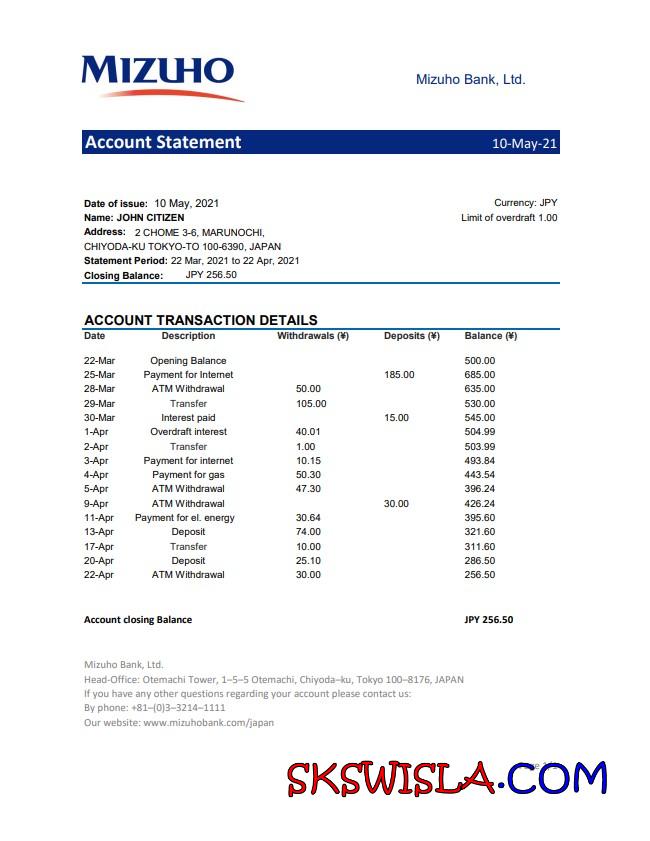 MIZUHO
Mizuho Bank, Ltd.
Account Statement 10-May-21
Date of issue: 10 May, 2021 Currency: JPY
Name: JOHN CITIZEN Limit of overdraft 1.00
Address: 2 CHOME 3-6, MARUNOCHI,
CHIYODA-KU TOKYO-TO 100-6390, JAPAN
Statement Period: 22 Mar, 2021 to 22 Apr, 2021
Closing Balance: JPY 256.50
ACCOUNT TRANSACTION DETAILS
Date Description Withdrawals (¥) Deposits (¥) Balance (¥)
22-Mar Opening Balance 500.00
25-Mar Payment for Internet 185.00 685.00
28-Mar ATM Withdrawal 50.00 635.00
29-Mar Transfer 105.00 530.00
30-Mar Interest paid 15.00 545.00
1-Apr Overdraft interest 40.01 504.99
2-Apr Transfer 1.00 503.99
3-Apr Payment for internet 10.15 493.84
4-Apr Payment for gas 50.30 443.54
5-Apr ATM Withdrawal 47.30 396.24
9-Apr ATM Withdrawal 30.00 426.24
11-Apr Payment for el. energy 30.64 395.60
13-Apr Deposit 74.00 321.60
17-Apr Transfer 10.00 311.60
20-Apr Deposit 25.10 286.50
22-Apr ATM Withdrawal 30.00 256.50
Account closing Balance JPY 256.50
Mizuho Bank, Ltd.
Head-Office: Otemachi Tower, 1–5–5 Otemachi, Chiyoda–ku, Tokyo 100–8176, JAPAN
If you have any other questions regarding your account please contact us:
By phone: +81–(0)3–3214–1111
Our website: www.mizuhobank.com/japan
SKSWISLA.COM